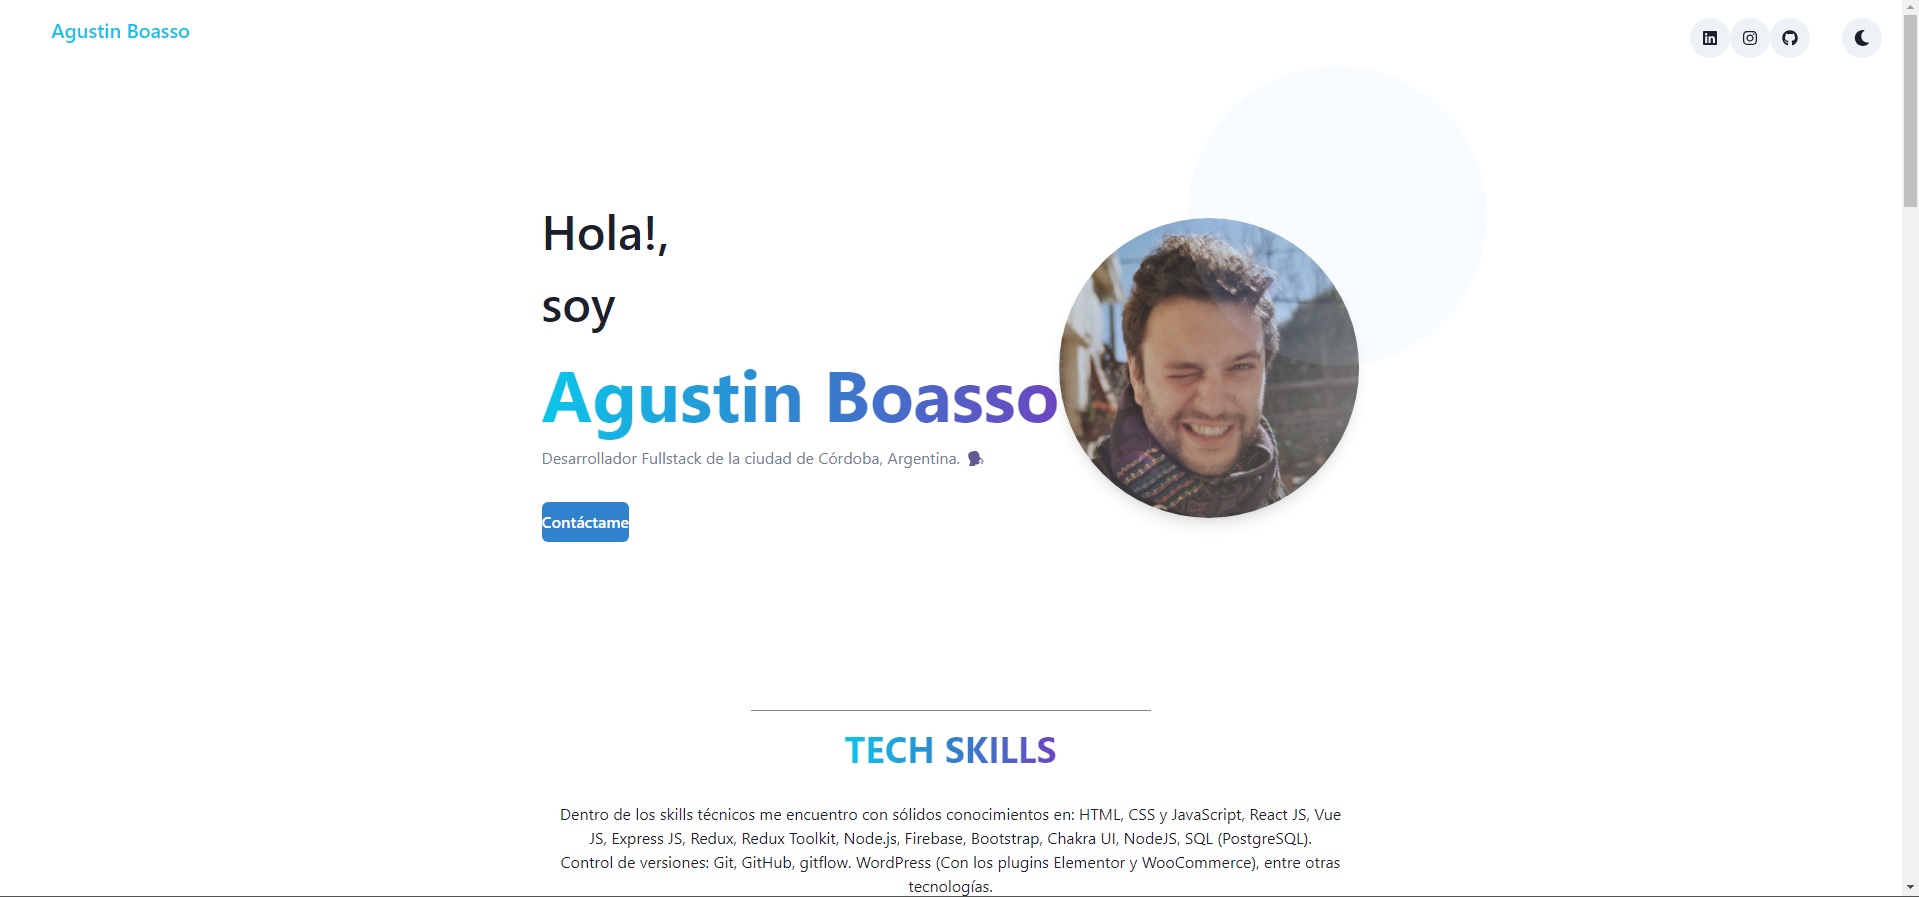 Agustin Boasso
Hola!,
soy
Agustin Boasso
Desarrollador Fullstack de la ciudad de Córdoba, Argentina. 🗣
Contáctame
TECH SKILLS
Dentro de los skills técnicos me encuentro con sólidos conocimientos en: HTML, CSS y JavaScript, React JS, Vue
JS, Express JS, Redux, Redux Toolkit, Node.js, Firebase, Bootstrap, Chakra UI, NodeJS, SQL (PostgreSQL).
Control de versiones: Git, GitHub, gitflow. WordPress (Con los plugins Elementor y WooCommerce), entre otras
tecnologías.